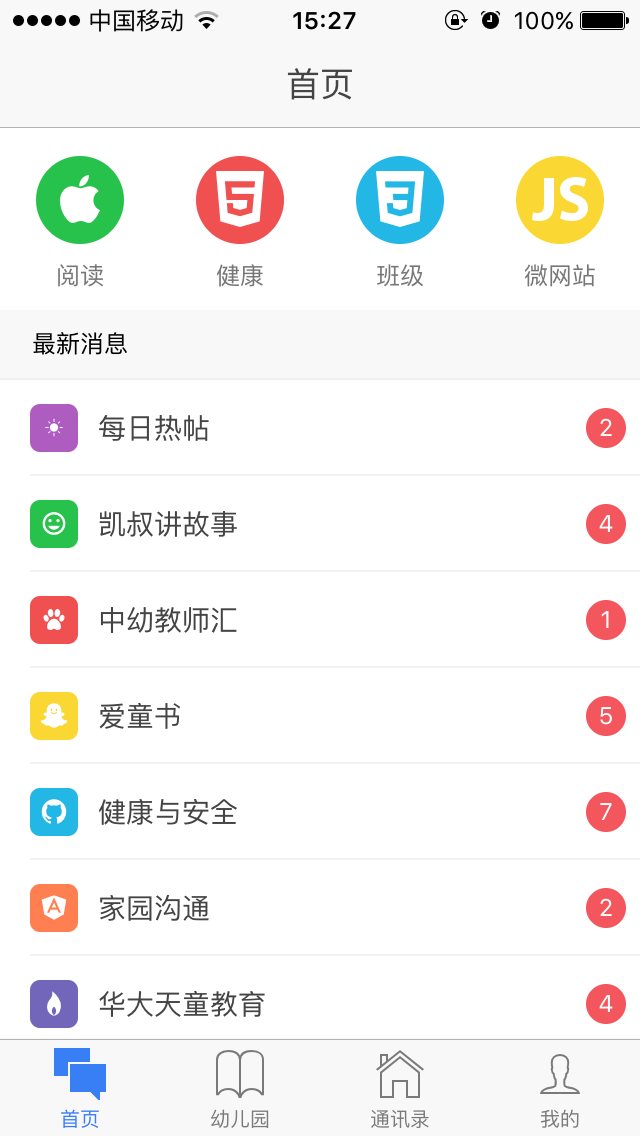 中国移动 15:27 100%
首页
JS
阅读 健康 班级 微网站
最新消息
每日热帖 2
凯叔讲故事 4
中幼教师汇 1
爱童书 5
健康与安全 7
家园沟通 2
华大天童教育 4
首页 幼儿园 通讯录 我的